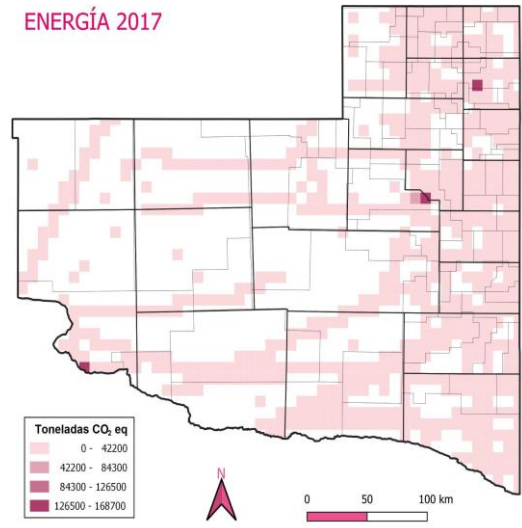 ENERGÍA 2017
Toneladas CO₂ eq
0 - 42200
42200 - 84300
84300 - 126500
126500 - 168700
N
0 50 100 km